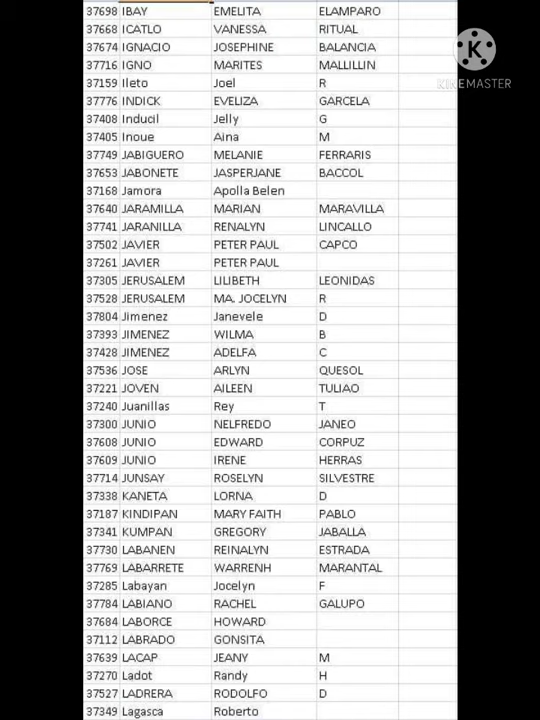 37698 IBAY EMELITA ELAMPARO
37668 ICATLO VANESSA RITUAL
37674 IGNACIO JOSEPHINE BALANCIA
37716 IGNO MARITES MALLILLIN
37159 Ileto Joel R
37776 INDICK EVELIZA GARCELA
37408 Inducil Jelly G
37405 Inoue Aina M
37749 JABIGUERO MELANIE FERRARIS
37653 JABONETE JASPERJANE BACCOL
37168 Jamora Apolla Belen
37640 JARAMILLA MARIAN MARAVILLA
37741 JARANILLA RENALYN LINCALLO
37502 JAVIER PETER PAUL CAPCO
37261 JAVIER PETER PAUL
37305 JERUSALEM LILIBETH LEONIDAS
37528 JERUSALEM MA. JOCELYN R
37804 Jimenez Janevele D
37393 JIMENEZ WILMA B
37428 JIMENEZ ADELFA C
37536 JOSE ARLYN QUESOL
37221 JOVEN AILEEN TULIAO
37240 Juanillas Rey T
37300 JUNIO NELFREDO JANEO
37608 JUNIO EDWARD CORPUZ
37609 JUNIO IRENE HERRAS
37714 JUNSAY ROSELYN SILVESTRE
37338 KANETA LORNA D
37187 KINDIPAN MARY FAITH PABLO
37341 KUMPAN GREGORY JABALLA
37730 LABANEN REINALYN ESTRADA
37769 LABARRETE WARRENH MARANTAL
37285 Labayan Jocelyn F
37784 LABIANO RACHEL GALUPO
37684 LABORCE HOWARD
37112 LABRADO GONSITA
37639 LACAP JEANY M
37270 Ladot Randy H
37527 LADRERA RODOLFO D
37349 Lagasca Roberto
K
KINEMASTER